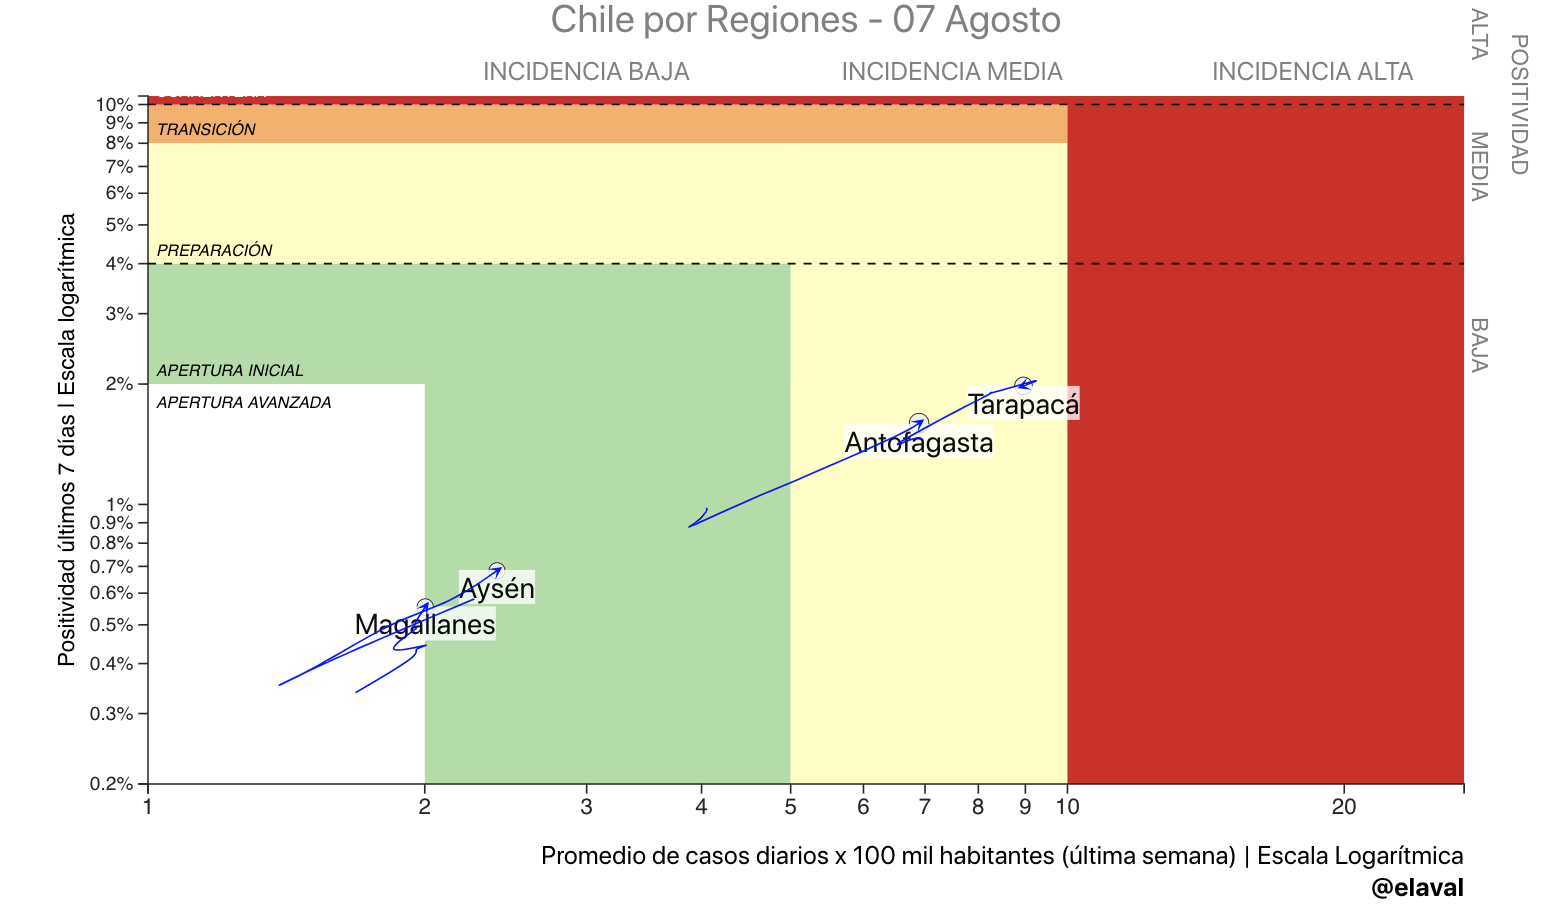 Chile por Regiones - 07 Agosto
INCIDENCIA BAJA
INCIDENCIA MEDIA
INCIDENCIA ALTA
POSITIVIDAD
ALTA
MEDIA
BAJA
Positividad últimos 7 días | Escala logarítmica
10%
9%
8%
7%
6%
5%
4%
3%
2%
1%
0.9%
0.8%
0.7%
0.6%
0.5%
0.4%
0.3%
0.2%
TRANSICIÓN
PREPARACIÓN
APERTURA INICIAL
APERTURA AVANZADA
Tarapacá
Antofagasta
Aysén
Magallanes
1
2
3
4
5
6
7
8
9
10
20
Promedio de casos diarios x 100 mil habitantes (última semana) | Escala Logarítmica
@elaval